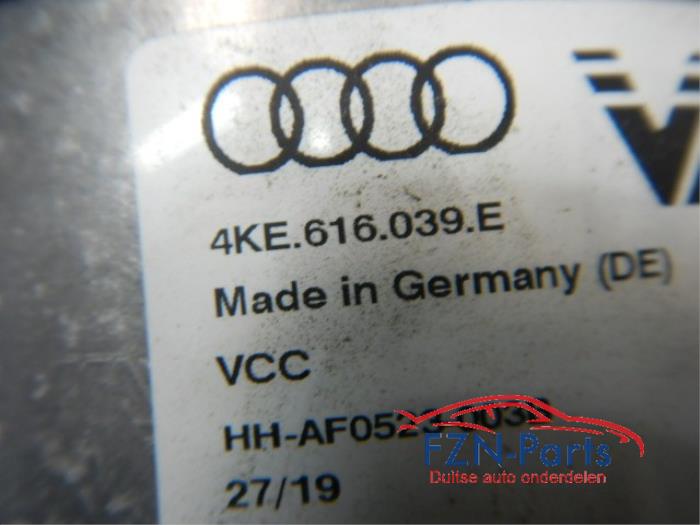 4KE.616.039.E
Made in Germany (DE)
VCC
27/19
FZN-Parts
Duitse auto onderdelen